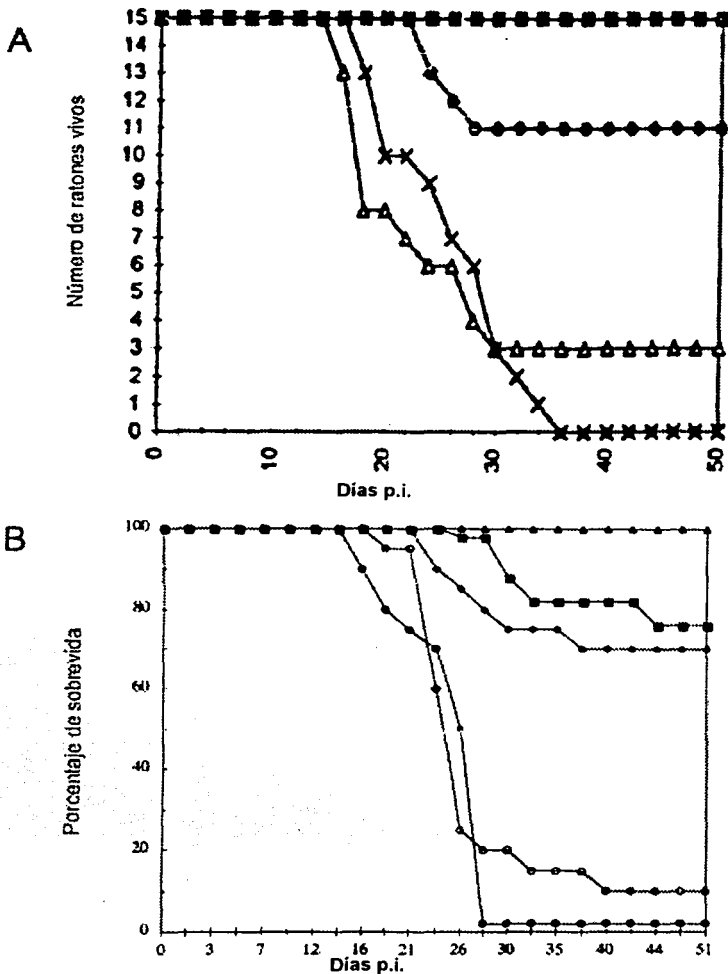 A
Número de ratones vivos
15
14
13
12
11
10
9
8
7
6
5
4
3
2
1
0
0 10 20 30 40 50
Días p.i.
B
Porcentaje de sobrevida
100
80
60
40
20
0
0 3 7 12 16 21 26 30 35 40 44 51
Días p.i.